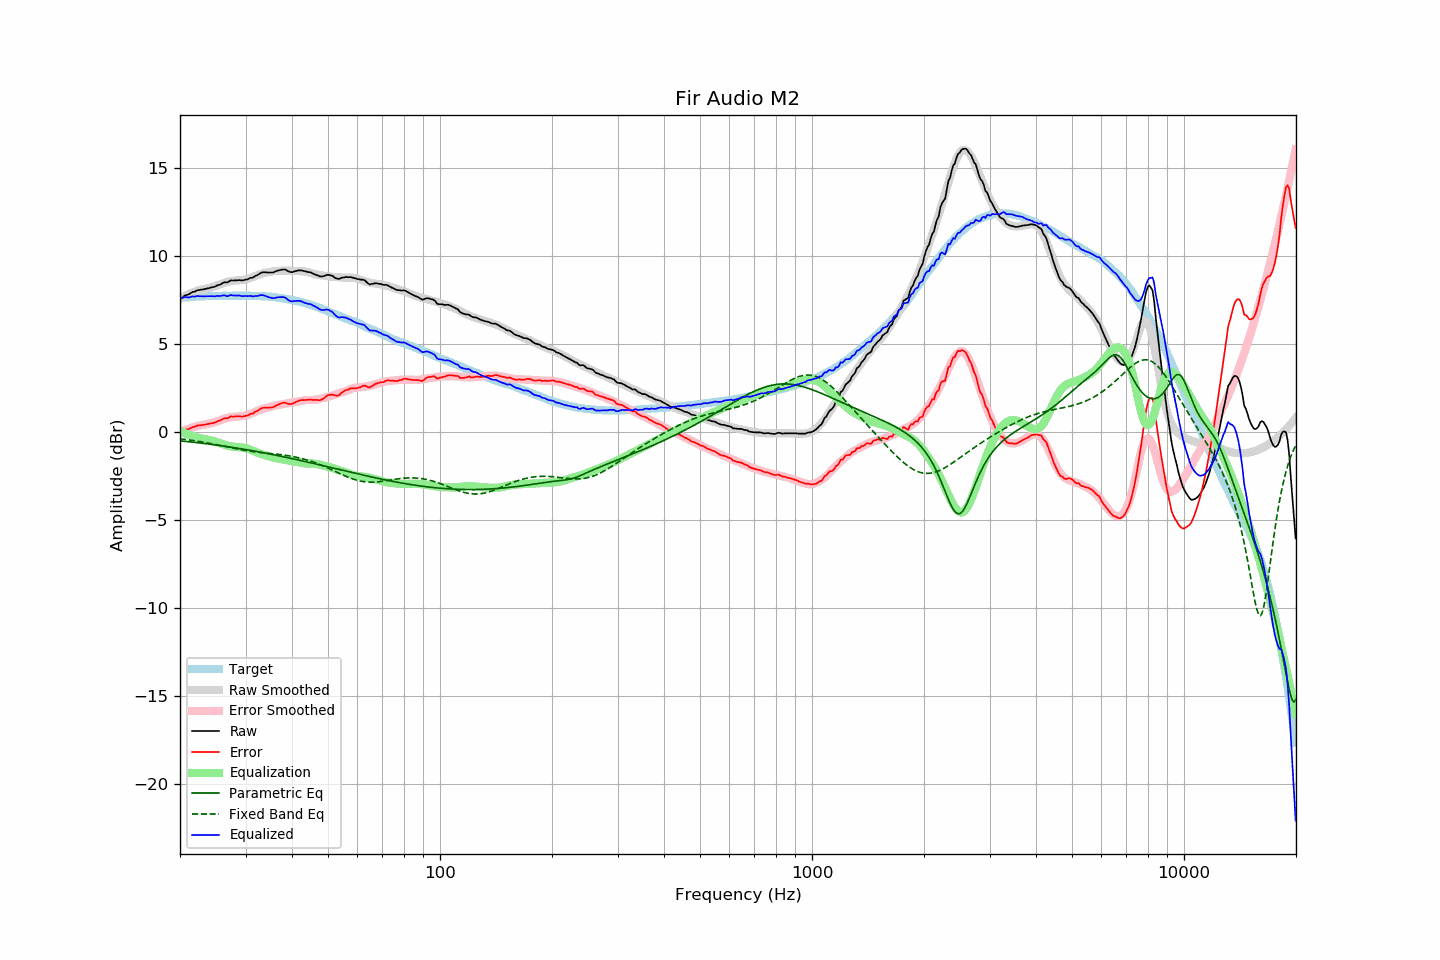 Fir Audio M2
15
10
5
0
−5
−10
−15
−20
Amplitude (dBr)
Target
Raw Smoothed
Error Smoothed
Raw
Error
Equalization
Parametric Eq
Fixed Band Eq
Equalized
100
1000
10000
Frequency (Hz)